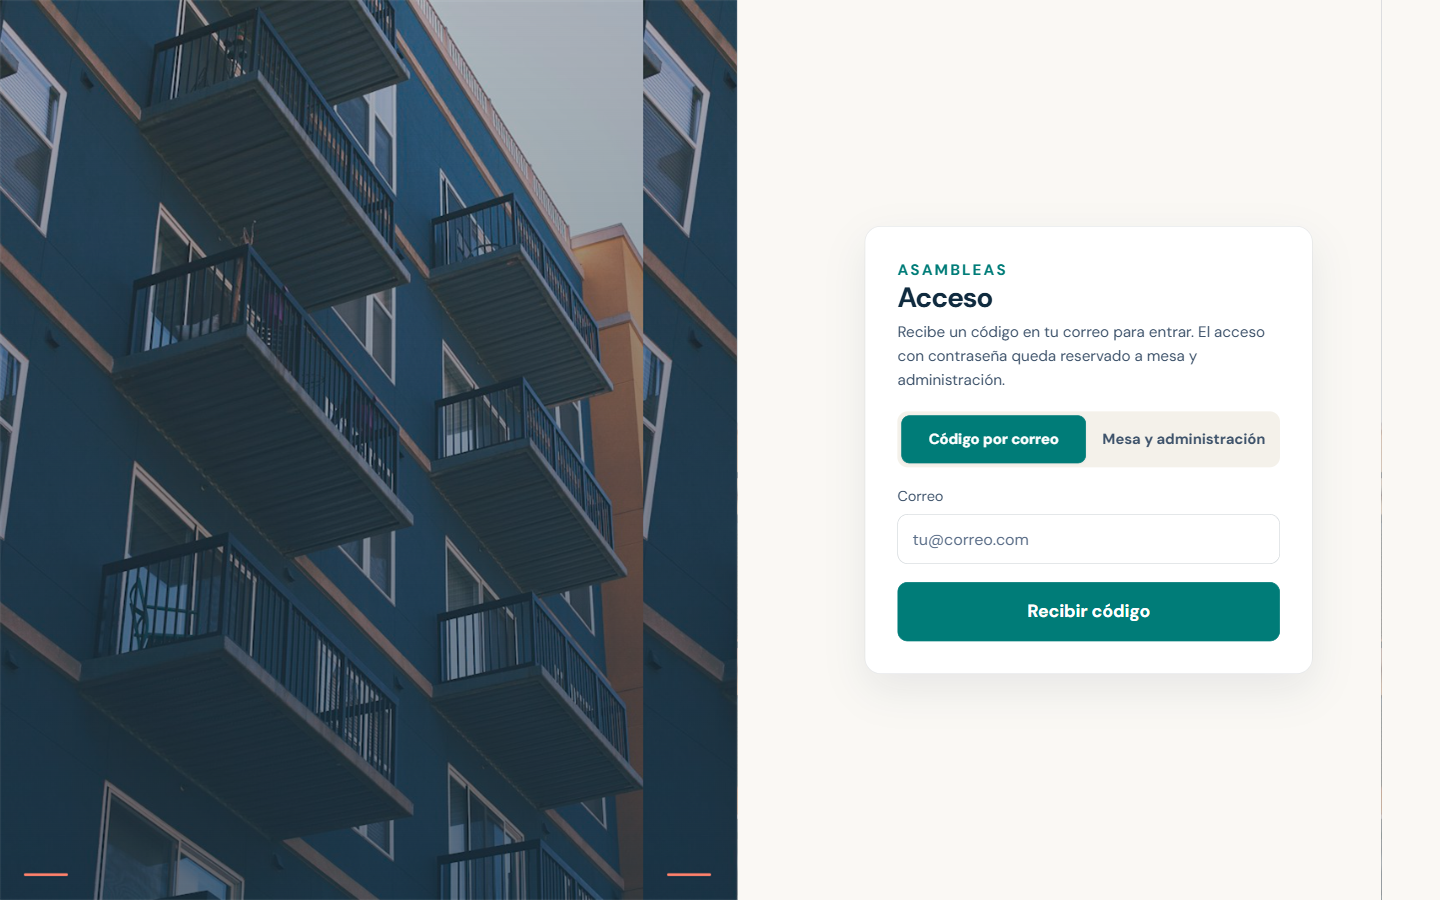 ASAMBLEAS
Acceso
Recibe un código en tu correo para entrar. El acceso
con contraseña queda reservado a mesa y
administración.
Código por correo
Mesa y administración
Correo
tu@correo.com
Recibir código